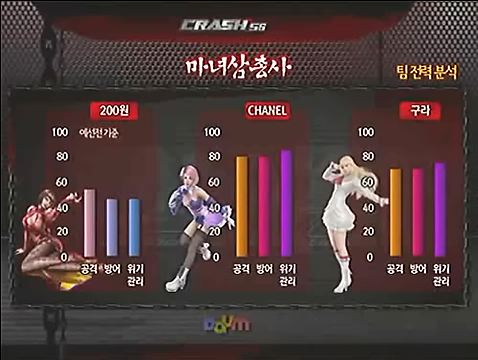 CRASH S6
마녀삼총사
팀전력 분석
200원
CHANEL
구라
예선전 기준
100
80
60
40
20
0
공격 방어 위기
관리
100
80
60
40
20
0
공격 방어 위기
관리
100
80
60
40
20
0
공격 방어 위기
관리
Daum